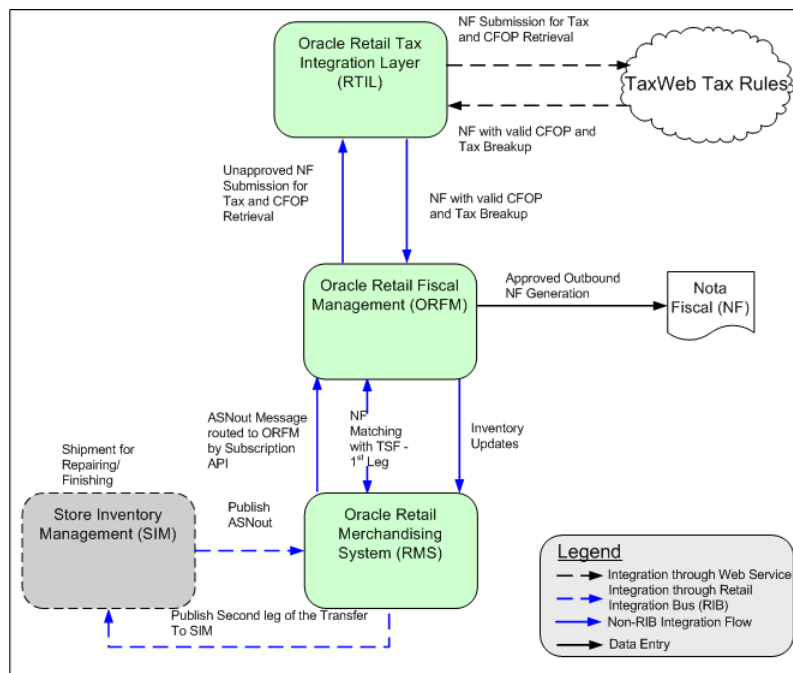 Oracle Retail Tax
Integration Layer
(RTIL)
NF Submission for Tax
and CFOP Retrieval
TaxWeb Tax Rules
NF with valid CFOP and
Tax Breakup
Unapproved NF
Submission for
Tax and CFOP
Retrieval
NF with valid CFOP
and Tax Breakup
Oracle Retail Fiscal
Management (ORFM)
Approved Outbound
NF Generation
Nota
Fiscal (NF)
ASNout Message
routed to ORFM
by Subscription
API
NF
Matching
with TSF -
1st Leg
Inventory
Updates
Shipment for
Repairing/
Finishing
Store Inventory
Management (SIM)
Publish
ASNout
Oracle Retail
Merchandising
System (RMS)
Publish Second leg of the Transfer
To SIM
Legend
Integration through Web Service
Integration through Retail
Integration Bus (RIB)
Non-RIB Integration Flow
Data Entry